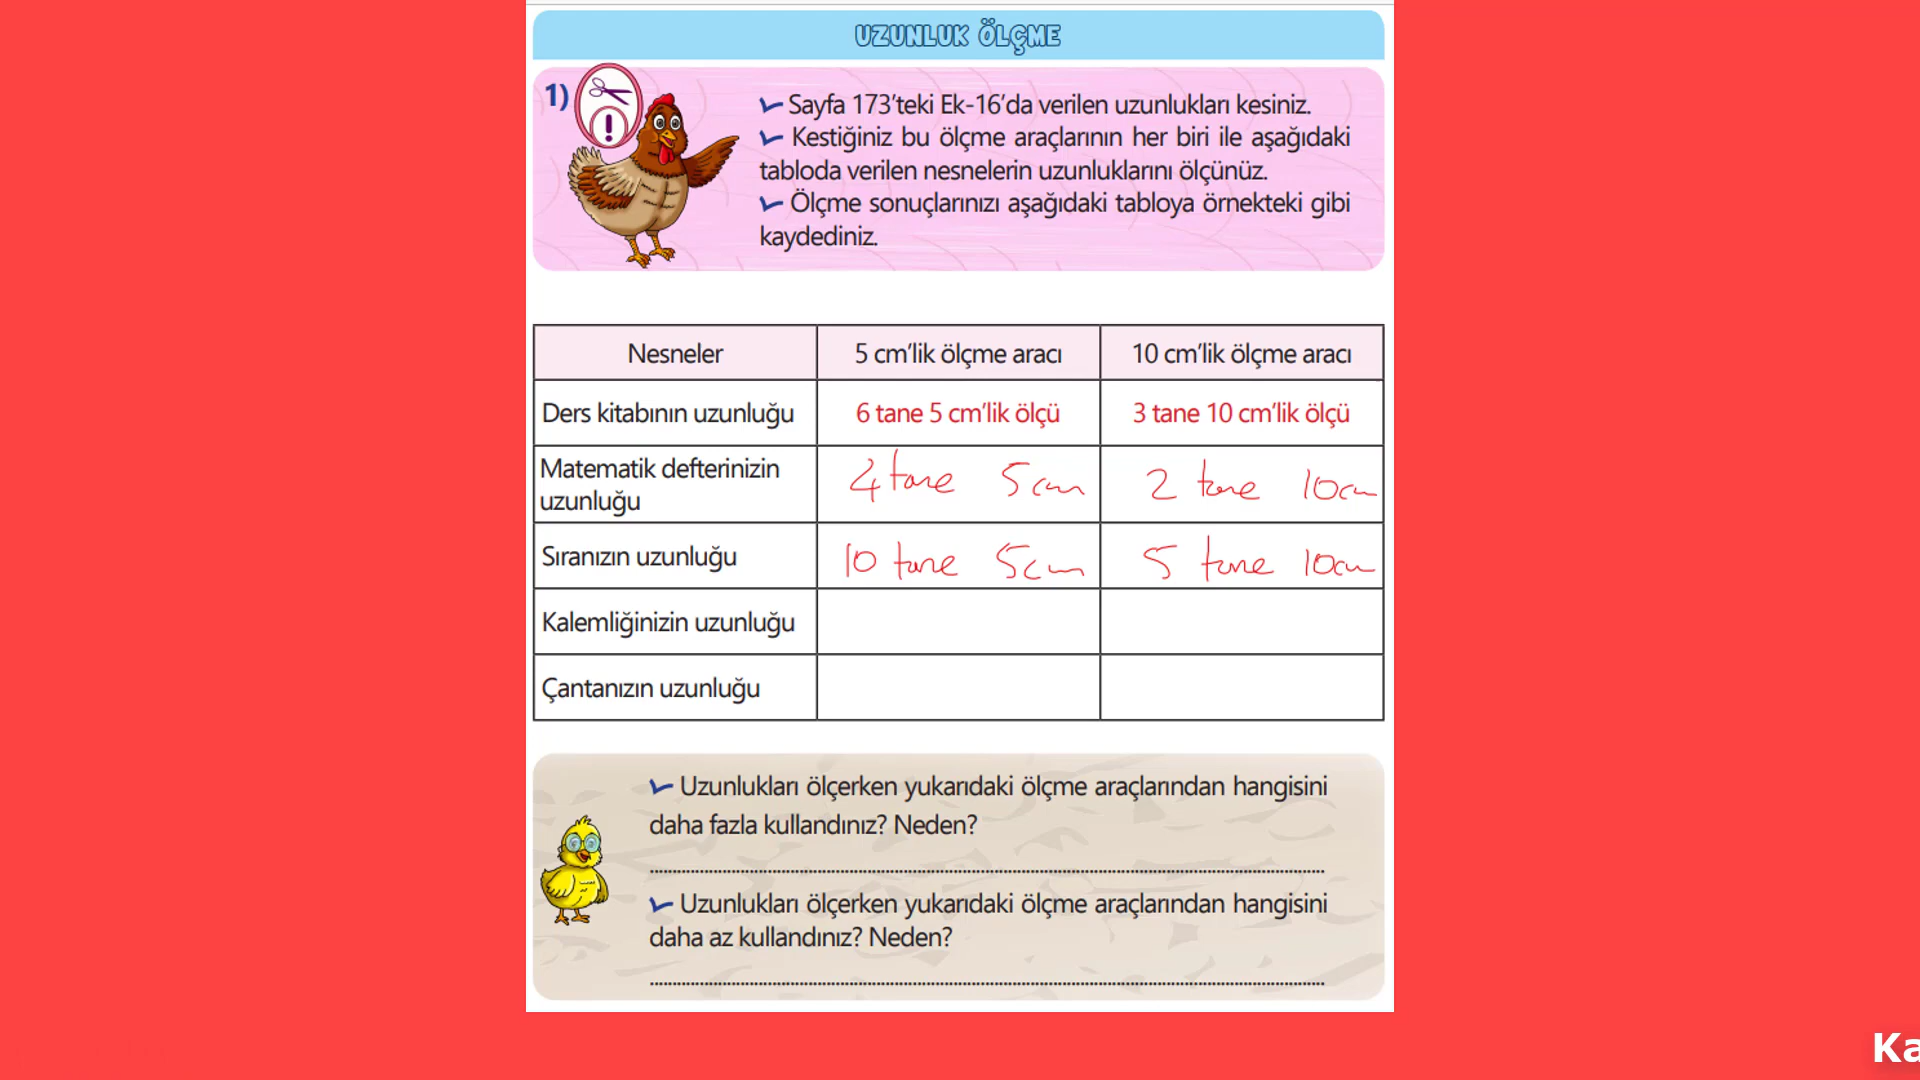 UZUNLUK ÖLÇME
1)
Sayfa 173'teki Ek-16'da verilen uzunlukları kesiniz.
Kestiğiniz bu ölçme araçlarının her biri ile aşağıdaki
tabloda verilen nesnelerin uzunluklarını ölçünüz.
Ölçme sonuçlarınızı aşağıdaki tabloya örnekteki gibi
kaydediniz.
Nesneler 5 cm'lik ölçme aracı 10 cm'lik ölçme aracı
Ders kitabının uzunluğu 6 tane 5 cm'lik ölçü 3 tane 10 cm'lik ölçü
Matematik defterinizin
uzunluğu
4 tane 5 cm 2 tane 10cm
Sıranızın uzunluğu 10 tane 5cm 5 tane 10cm
Kalemliğinizin uzunluğu
Çantanızın uzunluğu
Uzunlukları ölçerken yukarıdaki ölçme araçlarından hangisini
daha fazla kullandınız? Neden?
Uzunlukları ölçerken yukarıdaki ölçme araçlarından hangisini
daha az kullandınız? Neden?
Ka